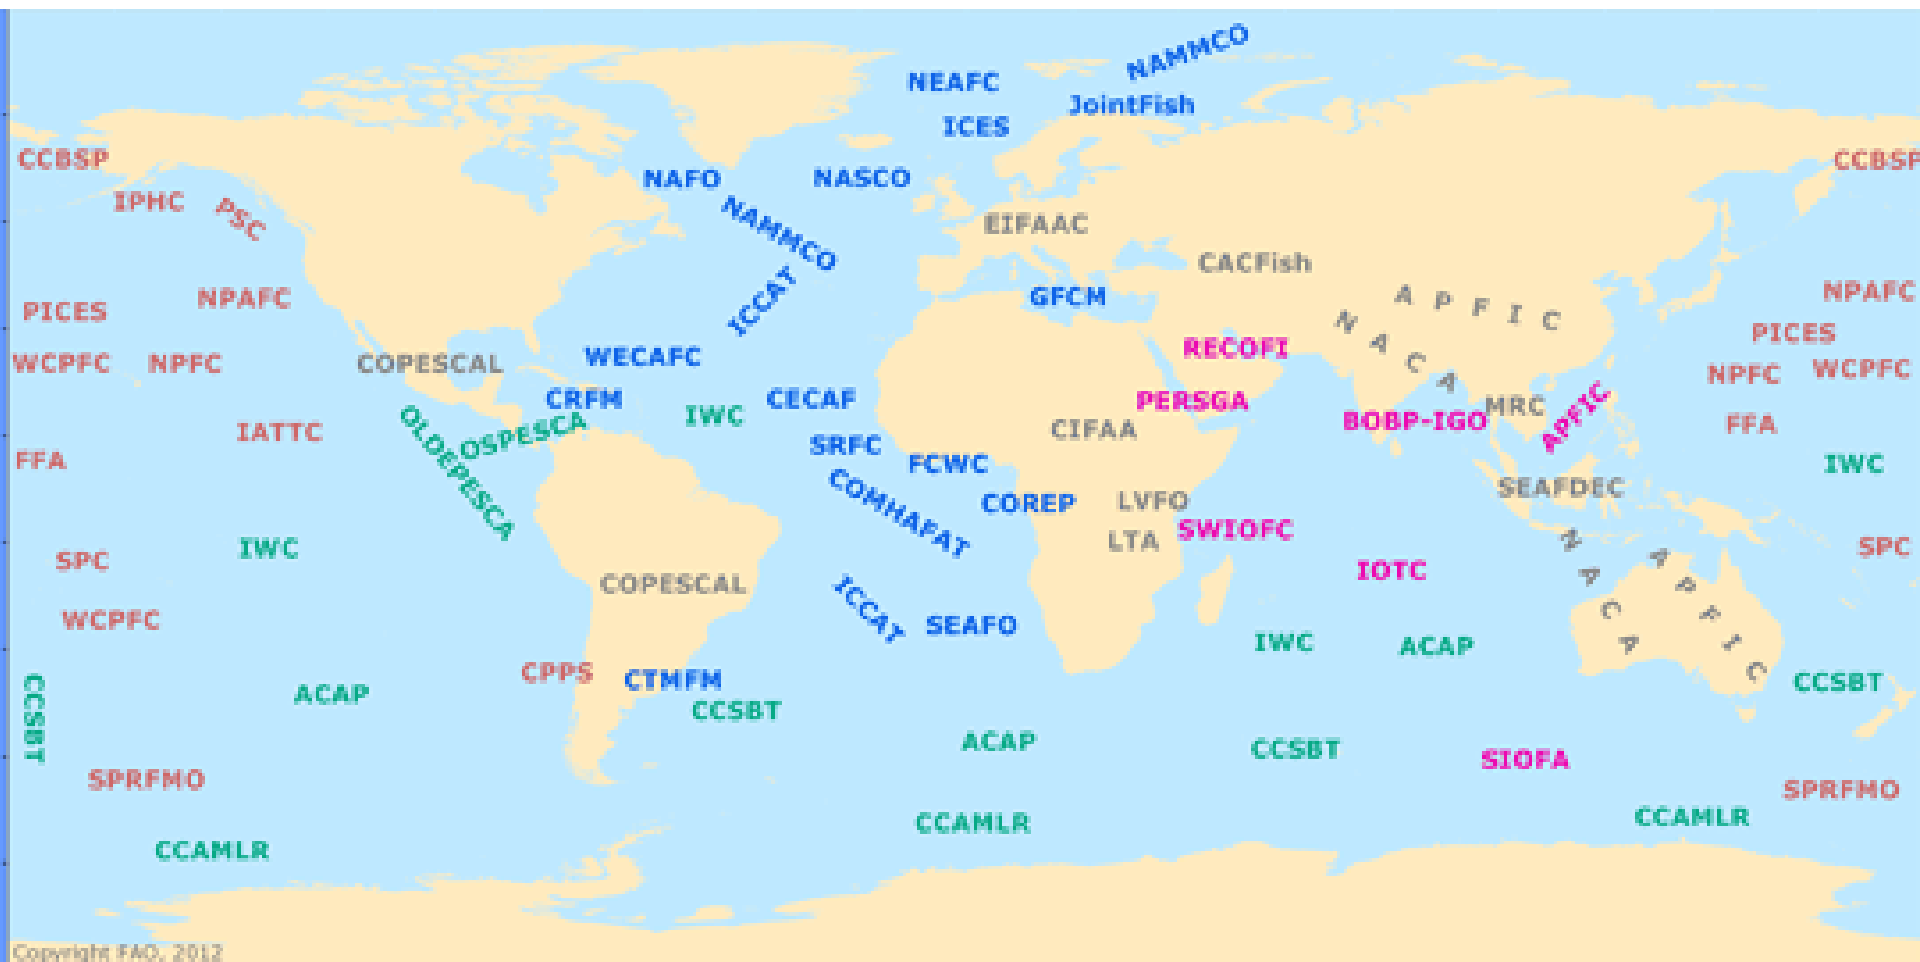 NAMMCO
NEAFC
JointFish
ICES
CCBSP
CCBSP
NAFO
NASCO
IPHC
PSC
NAMMCO
EIFAAC
CACFish
ICCAT
GFCM
APFIC
NPAFC
NPAFC
PICES
NACA
PICES
RECOFI
WECAFC
WCPFC
NPFC
COPESCAL
NPFC
WCPFC
CRFM
CECAF
PERSGA
MRC
APFIC
IWC
BOBP-IGO
FFA
IATTC
OLDEPESCA
OSPESCA
CIFAA
SRFC
FFA
FCWC
IWC
COMHAFAT
COREP
LVFO
SEAFDEC
SWIOFC
LTA
IWC
SPC
NACA
APFIC
SPC
IOTC
COPESCAL
ICCAT
SEAFO
WCPFC
IWC
ACAP
CPPS
CTMFM
CCSBT
ACAP
CCSBT
CCSBT
ACAP
CCSBT
SIOFA
SPRFMO
SPRFMO
CCAMLR
CCAMLR
CCAMLR
Copyright FAO, 2012